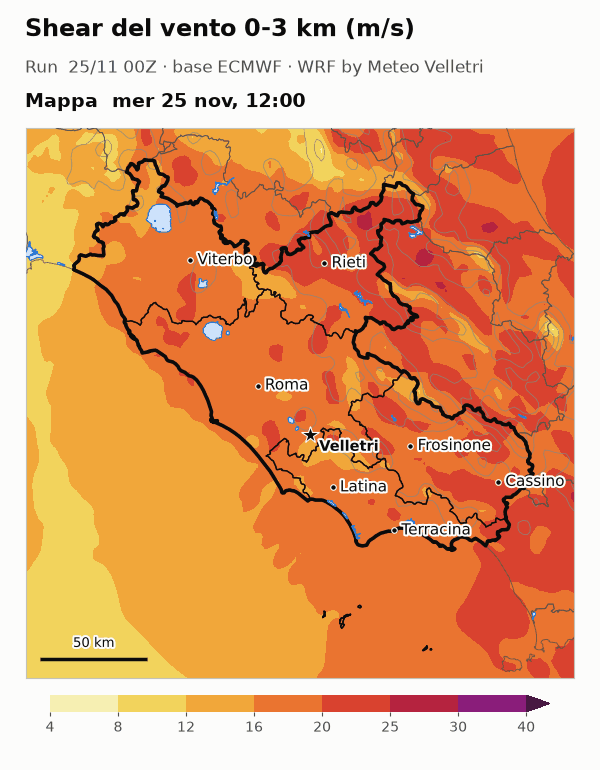 Shear del vento 0-3 km (m/s)
Run  25/11 00Z · base ECMWF · WRF by Meteo Velletri
Mappa  mer 25 nov, 12:00
Viterbo
Rieti
Roma
Velletri
Frosinone
Cassino
Latina
Terracina
50 km
4 8 12 16 20 25 30 40